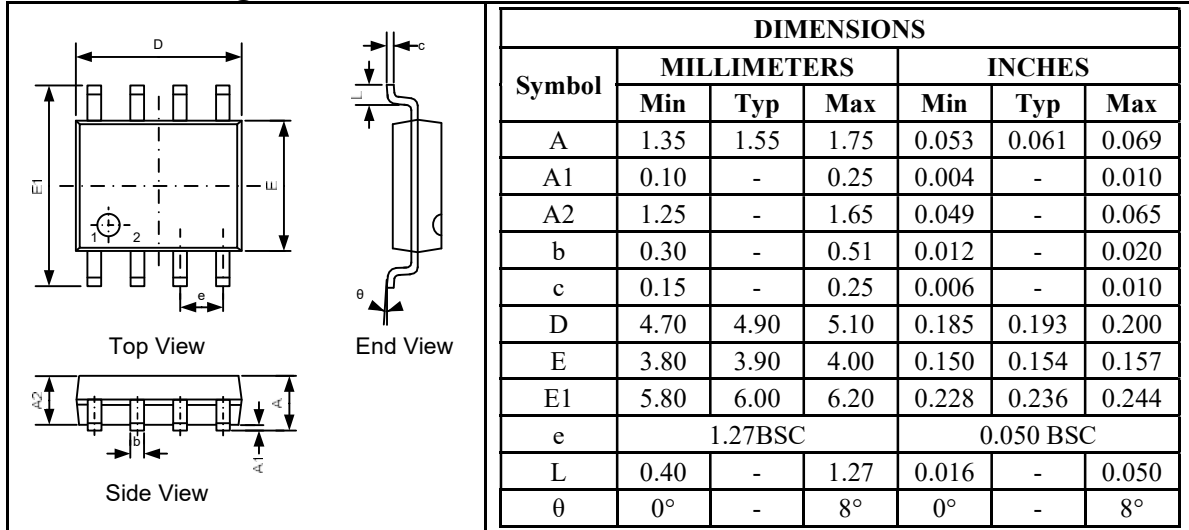 D
c
L
E1
E
1 2
e
θ
Top View
End View
A2
A
b
A1
Side View
DIMENSIONS
Symbol MILLIMETERS INCHES
Min Typ Max Min Typ Max
A 1.35 1.55 1.75 0.053 0.061 0.069
A1 0.10 - 0.25 0.004 - 0.010
A2 1.25 - 1.65 0.049 - 0.065
b 0.30 - 0.51 0.012 - 0.020
c 0.15 - 0.25 0.006 - 0.010
D 4.70 4.90 5.10 0.185 0.193 0.200
E 3.80 3.90 4.00 0.150 0.154 0.157
E1 5.80 6.00 6.20 0.228 0.236 0.244
e 1.27BSC 0.050 BSC
L 0.40 - 1.27 0.016 - 0.050
θ 0° - 8° 0° - 8°